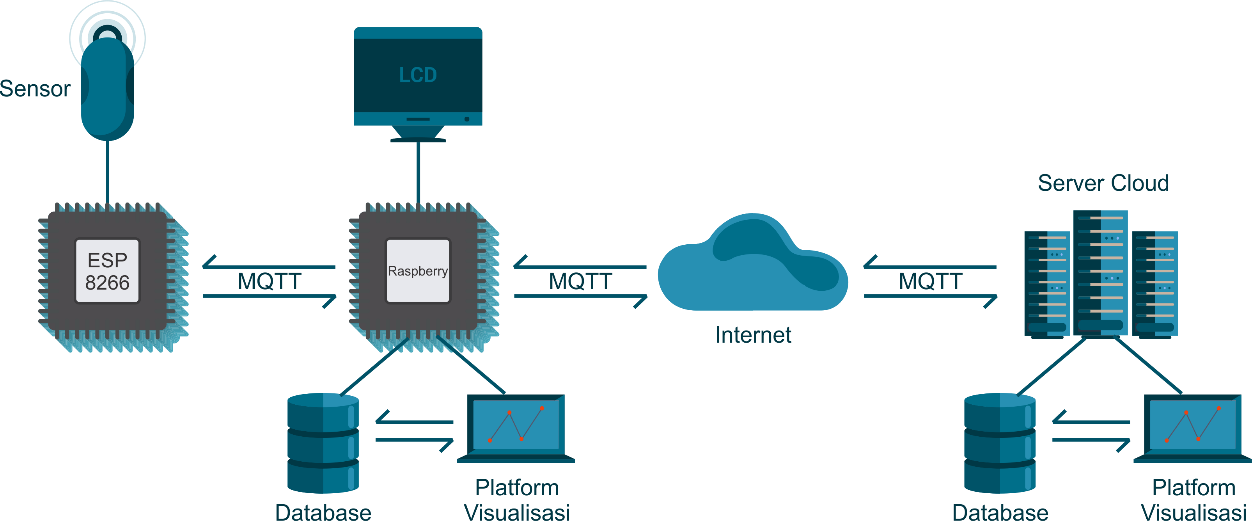 Sensor
LCD
Server Cloud
ESP
8266
Raspberry
MQTT
MQTT
MQTT
Internet
Database
Platform
Visualisasi
Database
Platform
Visualisasi